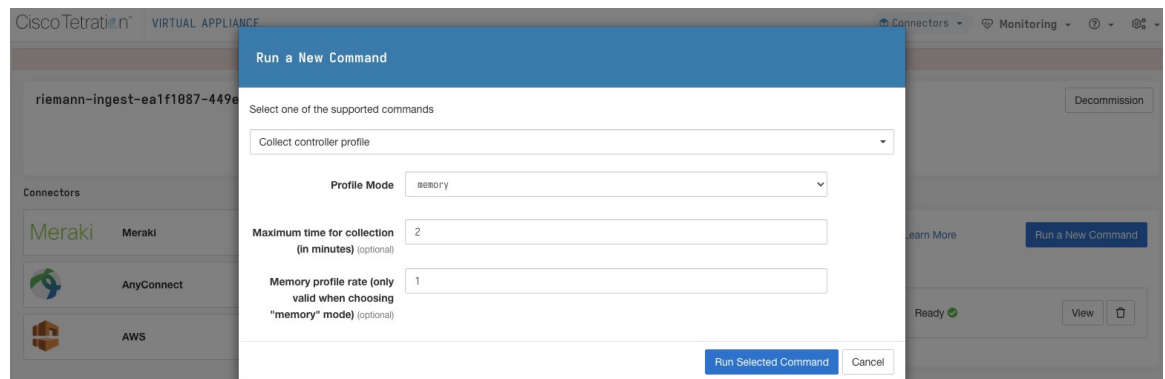 Cisco Tetration™ VIRTUAL APPLIANCE Connectors Monitoring
Run a New Command
riemann-ingest-ea1f1087-449e
Decommission
Select one of the supported commands
Collect controller profile
Connectors
Profile Mode memory
Meraki Meraki
Maximum time for collection (in minutes) (optional) 2
Learn More
Run a New Command
AnyConnect
Memory profile rate (only valid when choosing "memory" mode) (optional) 1
Ready
View
AWS
Run Selected Command Cancel